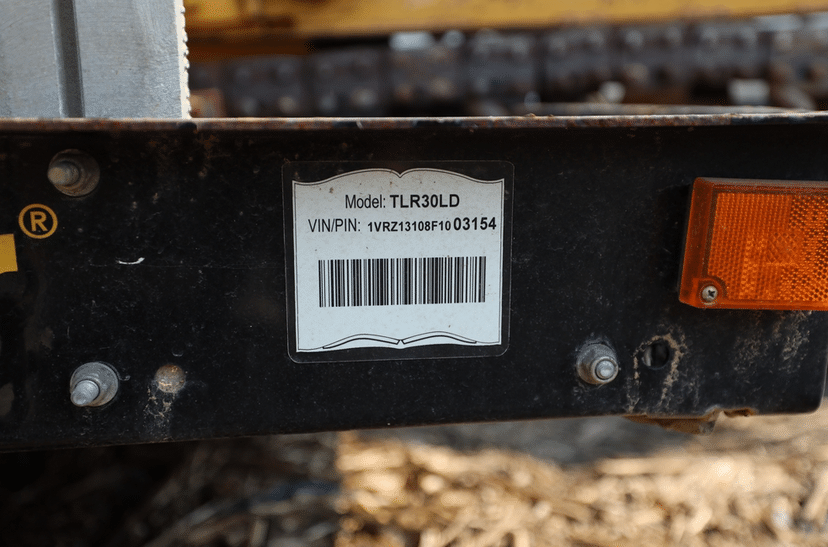 ®
Model: TLR30LD
VIN/PIN: 1VRZ13108F1003154